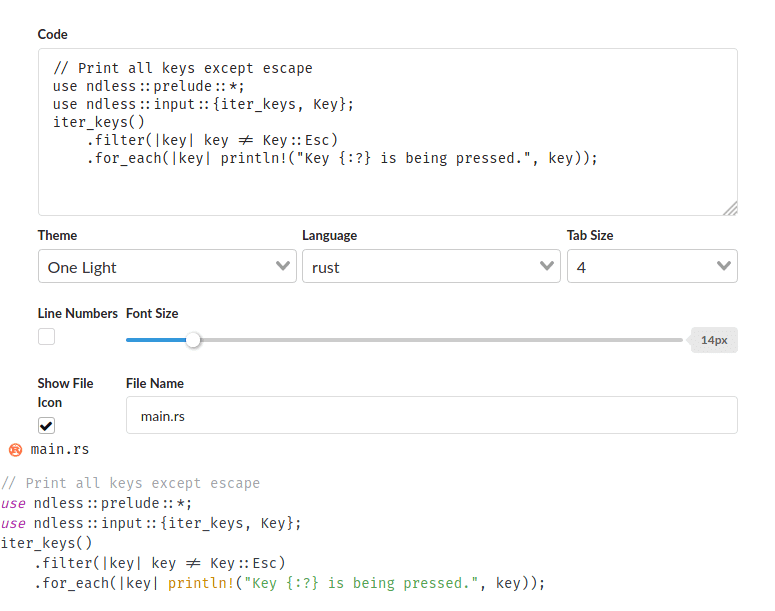 Code
// Print all keys except escape
use ndless::prelude::*;
use ndless::input::{iter_keys, Key};
iter_keys()
    .filter(|key| key != Key::Esc)
    .for_each(|key| println!("Key {:?} is being pressed.", key));
Theme Language Tab Size
One Light rust 4
Line Numbers Font Size
14px
Show File Icon File Name
main.rs
main.rs
// Print all keys except escape
use ndless::prelude::*;
use ndless::input::{iter_keys, Key};
iter_keys()
    .filter(|key| key != Key::Esc)
    .for_each(|key| println!("Key {:?} is being pressed.", key));